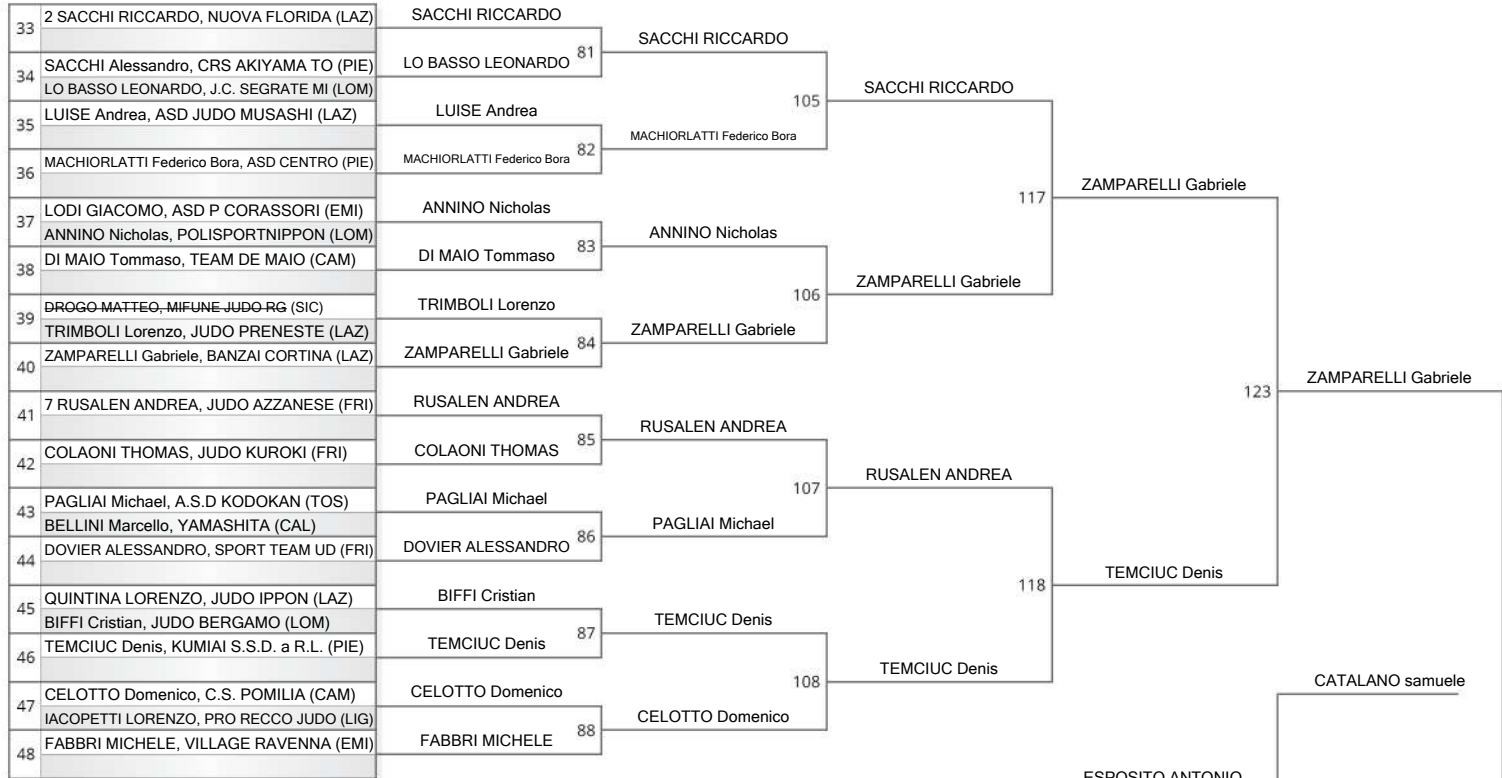 33
2 SACCHI RICCARDO, NUOVA FLORIDA (LAZ)
34
SACCHI Alessandro, CRS AKIYAMA TO (PIE)
LO BASSO LEONARDO, J.C. SEGRATE MI (LOM)
35
LUISE Andrea, ASD JUDO MUSASHI (LAZ)
36
MACHIORLATTI Federico Bora, ASD CENTRO (PIE)
37
LODI GIACOMO, ASD P CORASSORI (EMI)
ANNINO Nicholas, POLISPORTNIPPON (LOM)
38
DI MAIO Tommaso, TEAM DE MAIO (CAM)
39
DROGO MATTEO, MIFUNE JUDO RG (SIC)
TRIMBOLI Lorenzo, JUDO PRENESTE (LAZ)
40
ZAMPARELLI Gabriele, BANZAI CORTINA (LAZ)
41
7 RUSALEN ANDREA, JUDO AZZANESE (FRI)
42
COLAONI THOMAS, JUDO KUROKI (FRI)
43
PAGLIAI Michael, A.S.D KODOKAN (TOS)
BELLINI Marcello, YAMASHITA (CAL)
44
DOVIER ALESSANDRO, SPORT TEAM UD (FRI)
45
QUINTINA LORENZO, JUDO IPPON (LAZ)
BIFFI Cristian, JUDO BERGAMO (LOM)
46
TEMCIUC Denis, KUMIAI S.S.D. a R.L. (PIE)
47
CELOTTO Domenico, C.S. POMILIA (CAM)
IACOPETTI LORENZO, PRO RECCO JUDO (LIG)
48
FABBRI MICHELE, VILLAGE RAVENNA (EMI)
SACCHI RICCARDO
81
LO BASSO LEONARDO
LUISE Andrea
82
MACHIORLATTI Federico Bora
ANNINO Nicholas
83
DI MAIO Tommaso
TRIMBOLI Lorenzo
84
ZAMPARELLI Gabriele
RUSALEN ANDREA
85
COLAONI THOMAS
PAGLIAI Michael
86
DOVIER ALESSANDRO
BIFFI Cristian
87
TEMCIUC Denis
CELOTTO Domenico
88
FABBRI MICHELE
SACCHI RICCARDO
105
MACHIORLATTI Federico Bora
ANNINO Nicholas
106
ZAMPARELLI Gabriele
RUSALEN ANDREA
107
PAGLIAI Michael
TEMCIUC Denis
108
CELOTTO Domenico
SACCHI RICCARDO
117
ZAMPARELLI Gabriele
RUSALEN ANDREA
118
TEMCIUC Denis
ZAMPARELLI Gabriele
123
TEMCIUC Denis
ZAMPARELLI Gabriele
CATALANO samuele
ESPOSITO ANTONIO